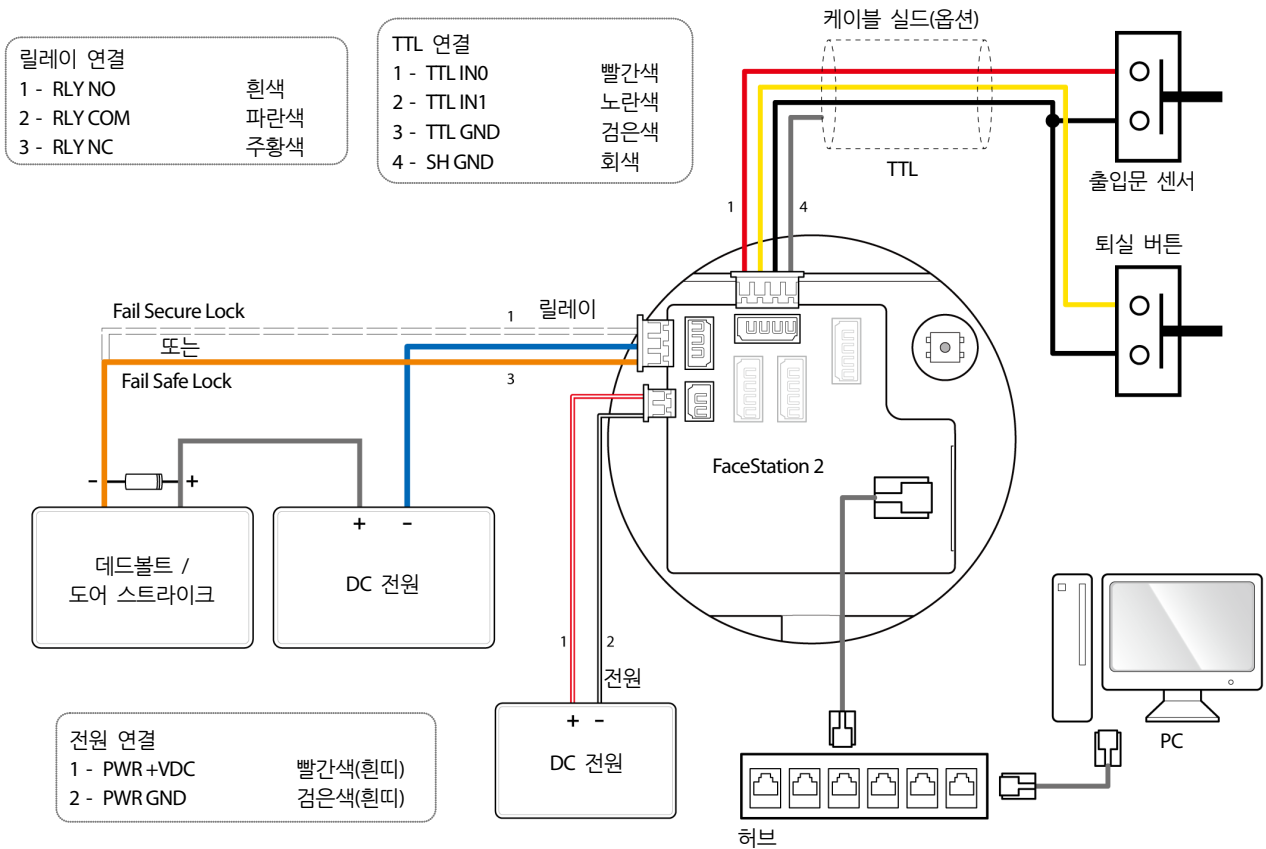 케이블 실드(옵션)
릴레이 연결
1 - RLY NO 흰색
2 - RLY COM 파란색
3 - RLY NC 주황색
TTL 연결
1 - TTL IN0 빨간색
2 - TTL IN1 노란색
3 - TTL GND 검은색
4 - SH GND 회색
TTL
출입문 센서
1
4
퇴실 버튼
Fail Secure Lock
1
릴레이
또는
Fail Safe Lock
3
FaceStation 2
- +
+ -
데드볼트 /
도어 스트라이크
DC 전원
1
2
전원
+ -
DC 전원
PC
전원 연결
1 - PWR +VDC 빨간색(흰띠)
2 - PWR GND 검은색(흰띠)
허브